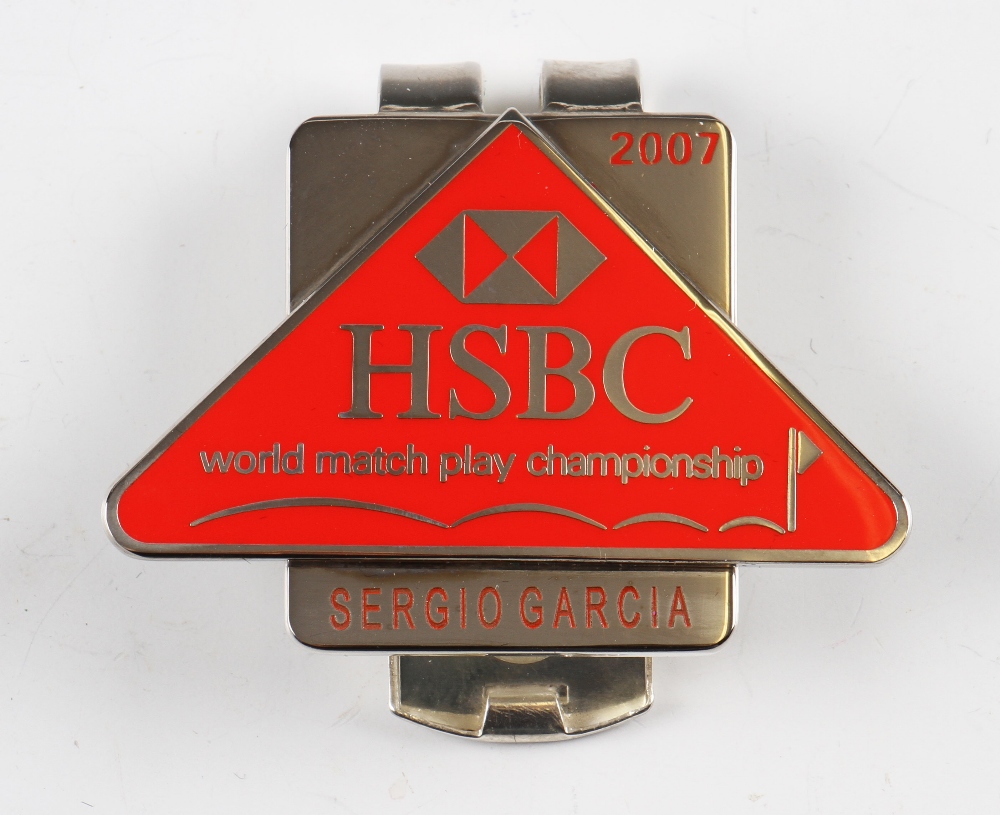 2007
HSBC
world match play championship
SERGIO GARCIA